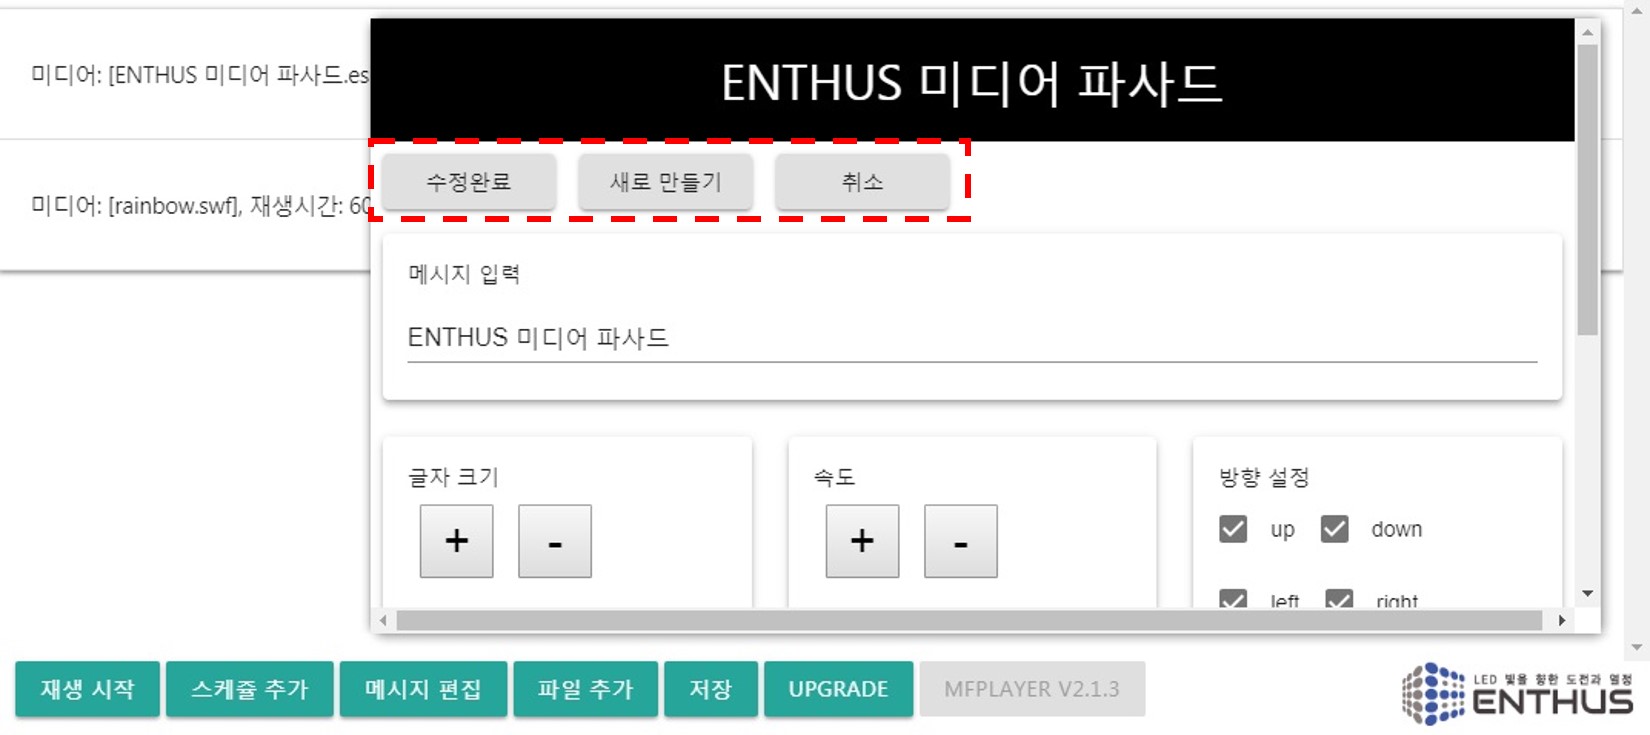 미디어: [ENTHUS 미디어 파사드.es
ENTHUS 미디어 파사드
수정완료 새로 만들기 취소
미디어: [rainbow.swf], 재생시간: 60
메시지 입력
ENTHUS 미디어 파사드
글자 크기 속도 방향 설정
+ - + - up down
left right
재생 시작 스케쥴 추가 메시지 편집 파일 추가 저장 UPGRADE MFPLAYER V2.1.3
LED 빛을 향한 도전과 열정
ENTHUS